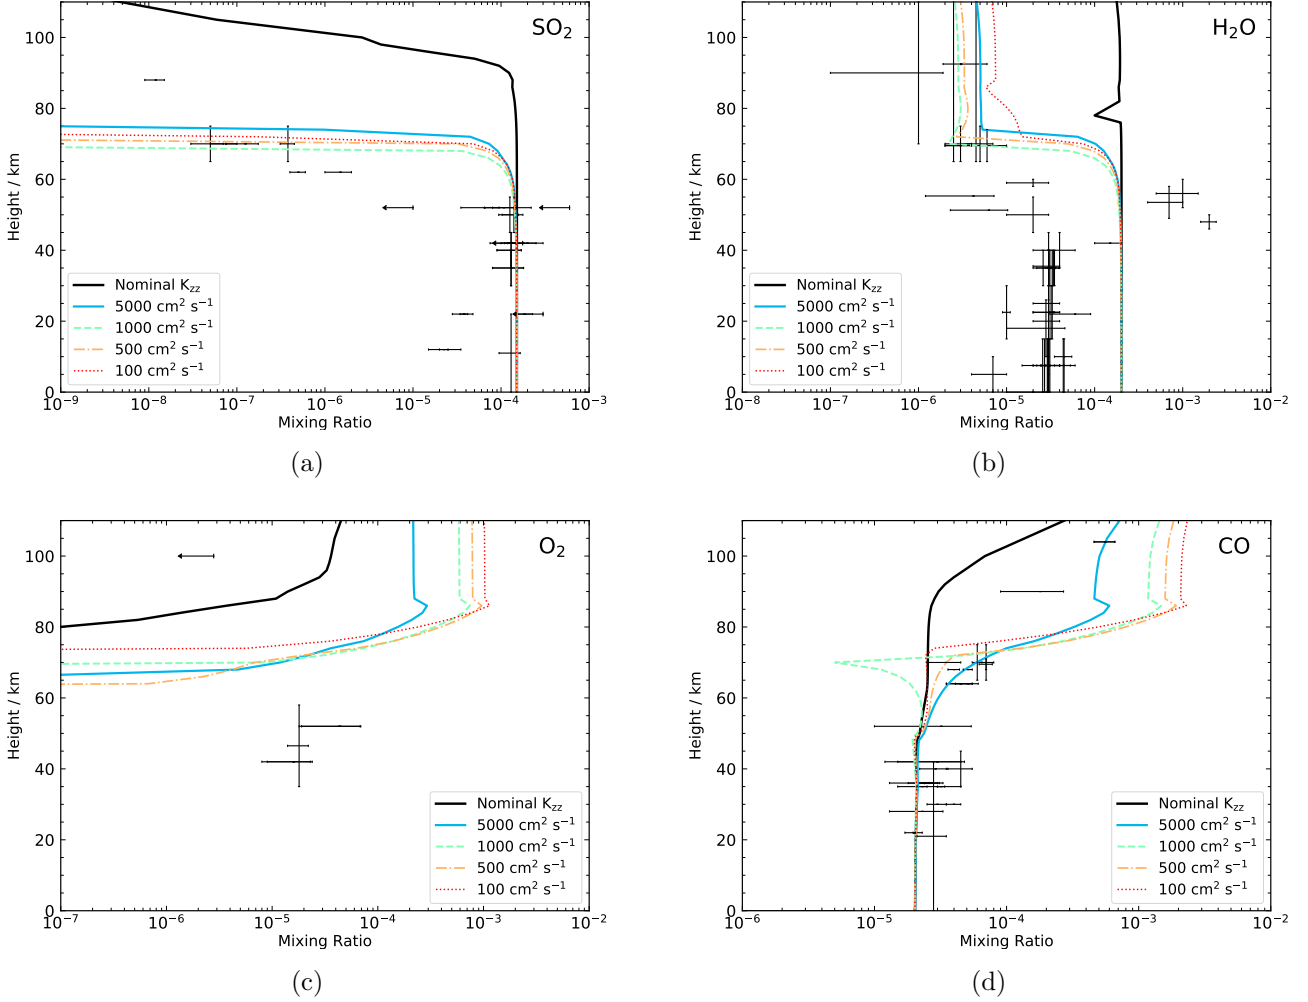 SO₂
Height / km
100
80
60
40
20
0
Nominal K_zz
5000 cm² s⁻¹
1000 cm² s⁻¹
500 cm² s⁻¹
100 cm² s⁻¹
10⁻⁹ 10⁻⁸ 10⁻⁷ 10⁻⁶ 10⁻⁵ 10⁻⁴ 10⁻³
Mixing Ratio
(a)
H₂O
Height / km
100
80
60
40
20
0
Nominal K_zz
5000 cm² s⁻¹
1000 cm² s⁻¹
500 cm² s⁻¹
100 cm² s⁻¹
10⁻⁸ 10⁻⁷ 10⁻⁶ 10⁻⁵ 10⁻⁴ 10⁻³ 10⁻²
Mixing Ratio
(b)
O₂
Height / km
100
80
60
40
20
0
Nominal K_zz
5000 cm² s⁻¹
1000 cm² s⁻¹
500 cm² s⁻¹
100 cm² s⁻¹
10⁻⁷ 10⁻⁶ 10⁻⁵ 10⁻⁴ 10⁻³ 10⁻²
Mixing Ratio
(c)
CO
Height / km
100
80
60
40
20
0
Nominal K_zz
5000 cm² s⁻¹
1000 cm² s⁻¹
500 cm² s⁻¹
100 cm² s⁻¹
10⁻⁶ 10⁻⁵ 10⁻⁴ 10⁻³ 10⁻²
Mixing Ratio
(d)